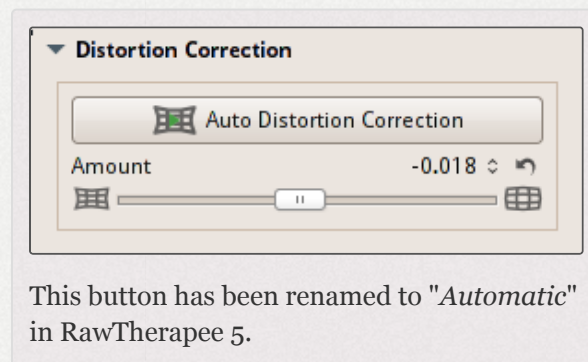 Distortion Correction
Auto Distortion Correction
Amount -0.018
This button has been renamed to "Automatic"
in RawTherapee 5.